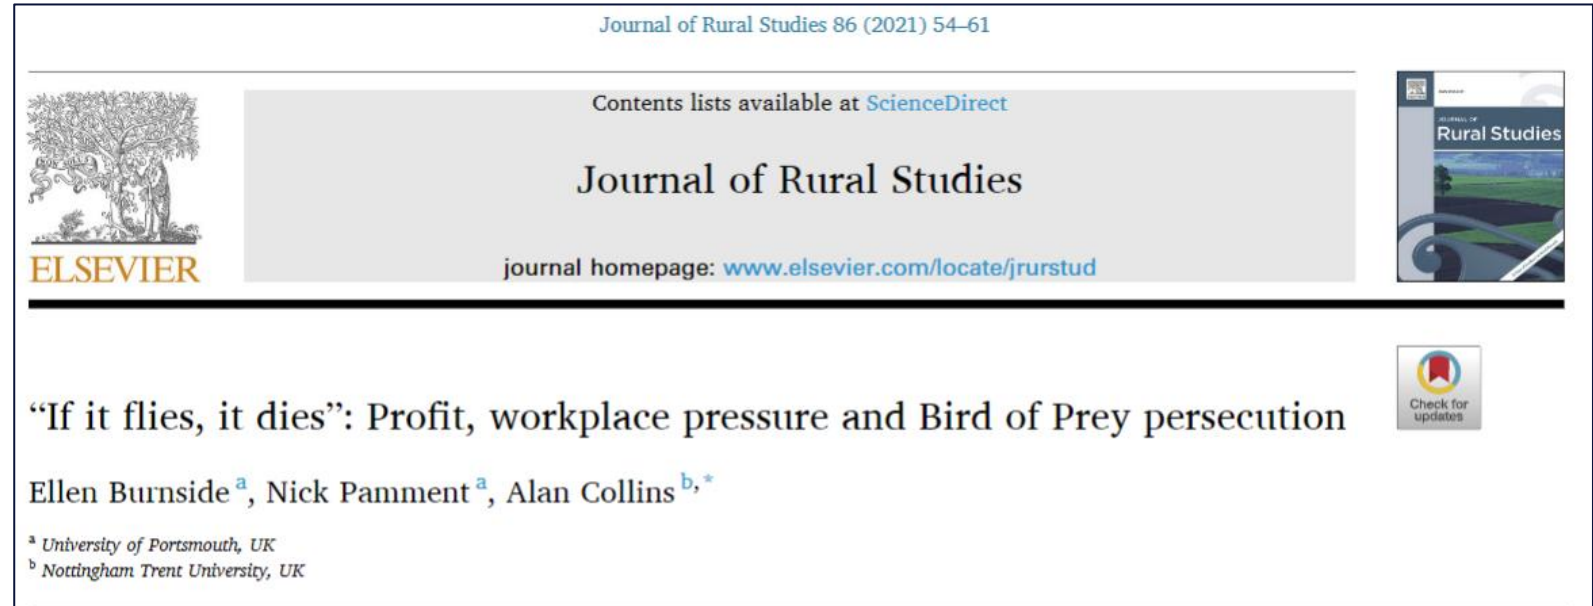 Journal of Rural Studies 86 (2021) 54–61
Contents lists available at ScienceDirect
Journal of Rural Studies
journal homepage: www.elsevier.com/locate/jrurstud
ELSEVIER
JOURNAL OF
Rural Studies
Check for
updates
“If it flies, it dies”: Profit, workplace pressure and Bird of Prey persecution
Ellen Burnside a, Nick Pamment a, Alan Collins b,*
a University of Portsmouth, UK
b Nottingham Trent University, UK